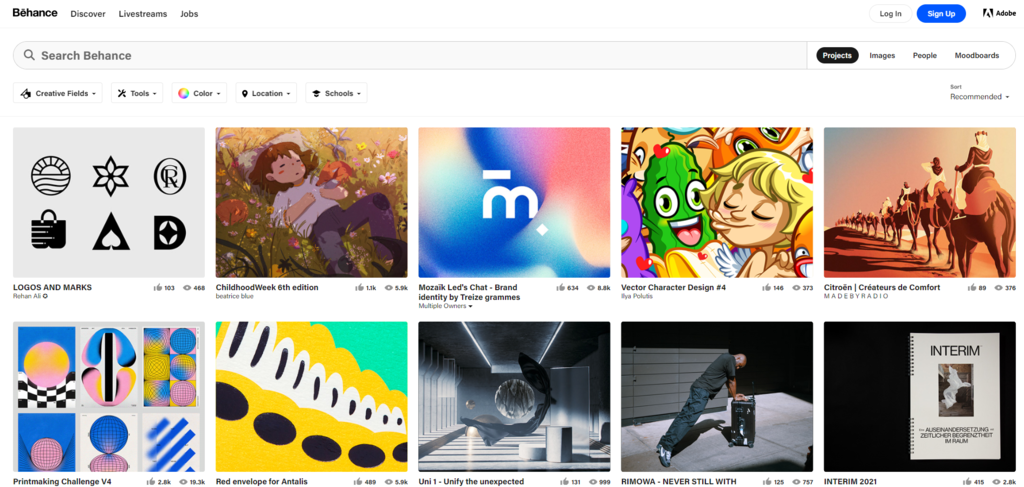 Bēhance Discover Livestreams Jobs Log In Sign Up Adobe
Search Behance Projects Images People Moodboards
Creative Fields Tools Color Location Schools Sort
Recommended
CR
m
LOGOS AND MARKS 103 468
Rehan Ali
ChildhoodWeek 6th edition 1.1k 5.9k
beatrice blue
Mozaïk Led's Chat - Brand 634 8.8k
identity by Treize grammes
Multiple Owners
Vector Character Design #4 146 373
Ilya Polutis
Citroën | Créateurs de Comfort 89 376
MADEBYRADIO
INTERIM
— AUSEINANDERSETZUNG —
ZEITLICHER BEGRENZTHEIT
IM RAUM
Printmaking Challenge V4 2.8k 19.3k
Red envelope for Antalis 489 5.9k
Uni 1 - Unify the unexpected 131 999
RIMOWA - NEVER STILL WITH 125 757
INTERIM 2021 415 2.8k